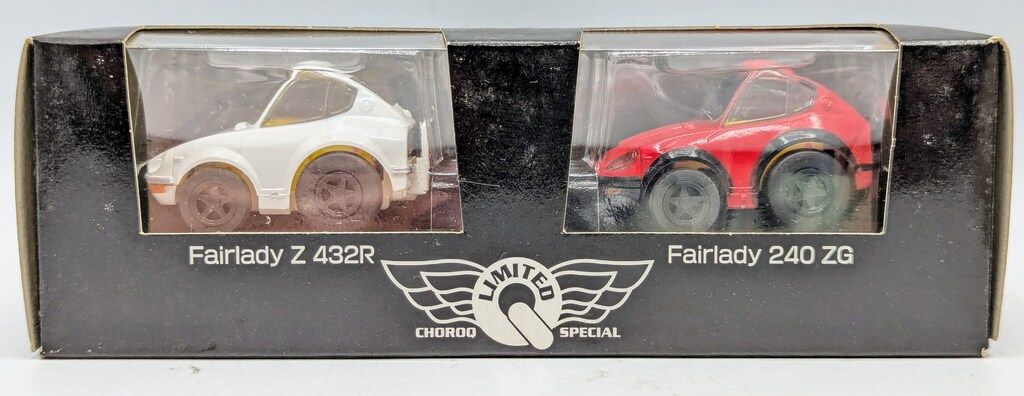 Fairlady Z 432R
Fairlady 240 ZG
LIMITED
CHOROQ SPECIAL